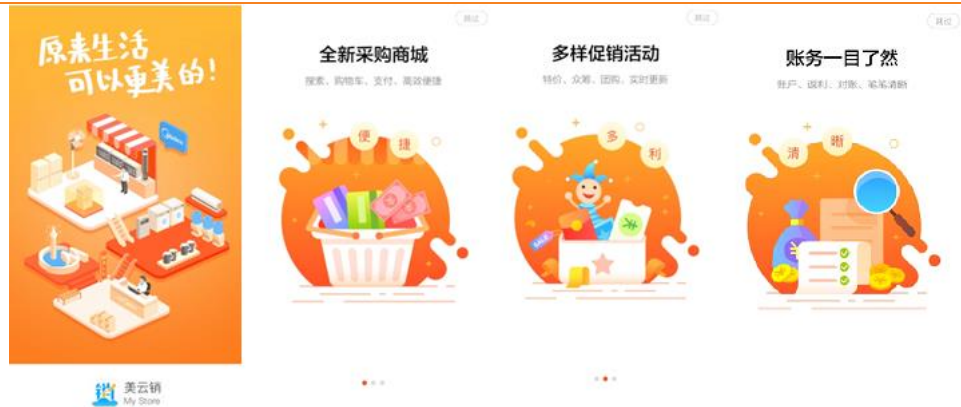 原来生活
可以更美的!
Midea
美云销
My Store
跳过
全新采购商城
搜索、购物车、支付、高效便捷
便
捷
跳过
多样促销活动
特价、众筹、团购、实时更新
多
利
SALE
跳过
账务一目了然
账户、返利、对账、笔笔清晰
清
晰